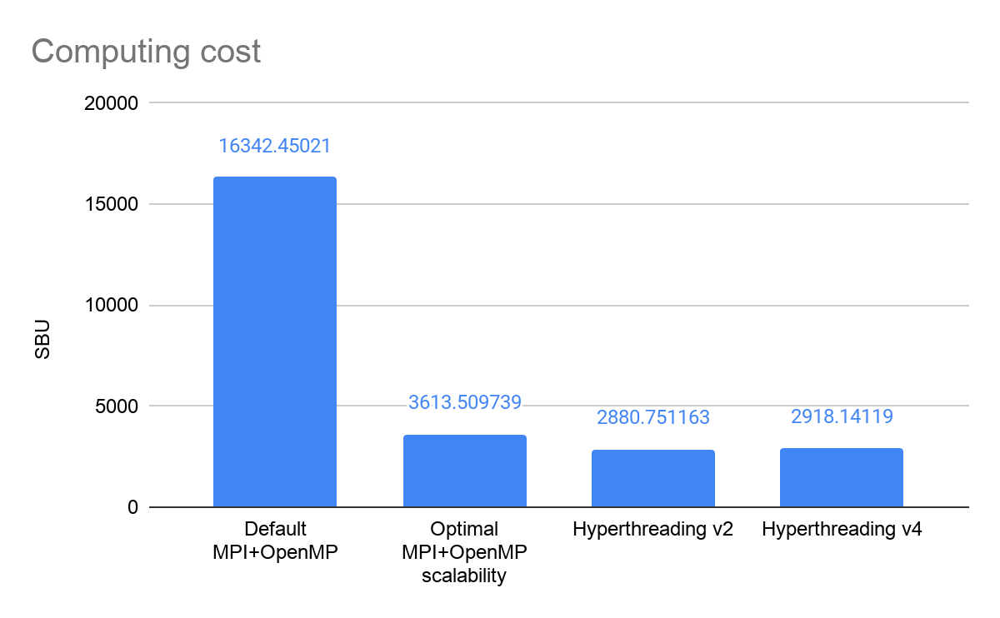 Computing cost
20000
16342.45021
15000
10000
SBU
5000
3613.509739
2880.751163
2918.14119
0
Default
MPI+OpenMP
Optimal
MPI+OpenMP
scalability
Hyperthreading v2
Hyperthreading v4